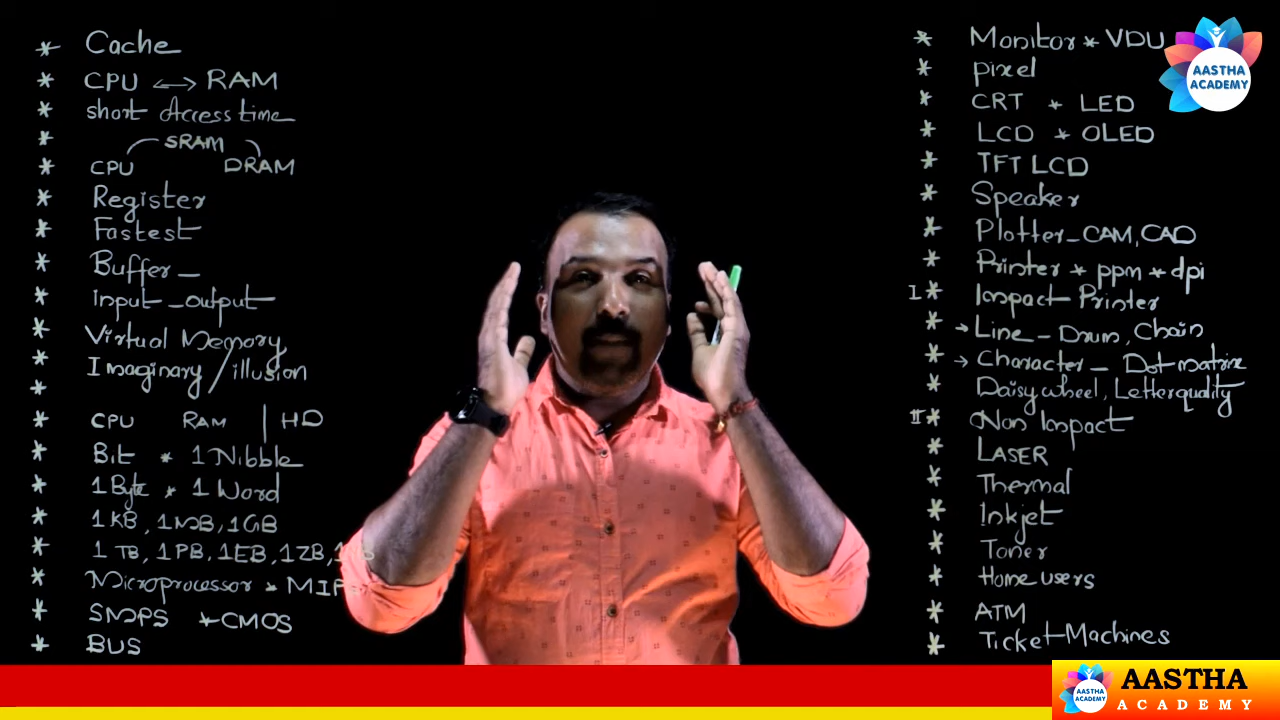 * Cache
* CPU ↔ RAM
* short Access time
* SRAM
* CPU DRAM
* Register
* Fastest
* Buffer -
* input - output
* Virtual Memory
* Imaginary / illusion
*
* CPU RAM | HD
* Bit * 1 Nibble
* 1 Byte * 1 Word
* 1 KB, 1 MB, 1 GB
* 1 TB, 1 PB, 1 EB, 1 ZB, 1
* Microprocessor * MIP
* SMPS * CMOS
* BUS
* Monitor * VDU
* pixel
* CRT * LED
* LCD * OLED
* TFT LCD
* Speaker
* Plotter - CAM, CAD
* Printer * ppm * dpi
I * Impact Printer
* → Line - Drum, Chain
* → Character - Dot matrix
* Daisy wheel, Letter quality
II * Non Impact
* LASER
* Thermal
* Inkjet
* Toner
* Home users
* ATM
* Ticket Machines
AASTHA
ACADEMY
AASTHA
ACADEMY
AASTHA
ACADEMY